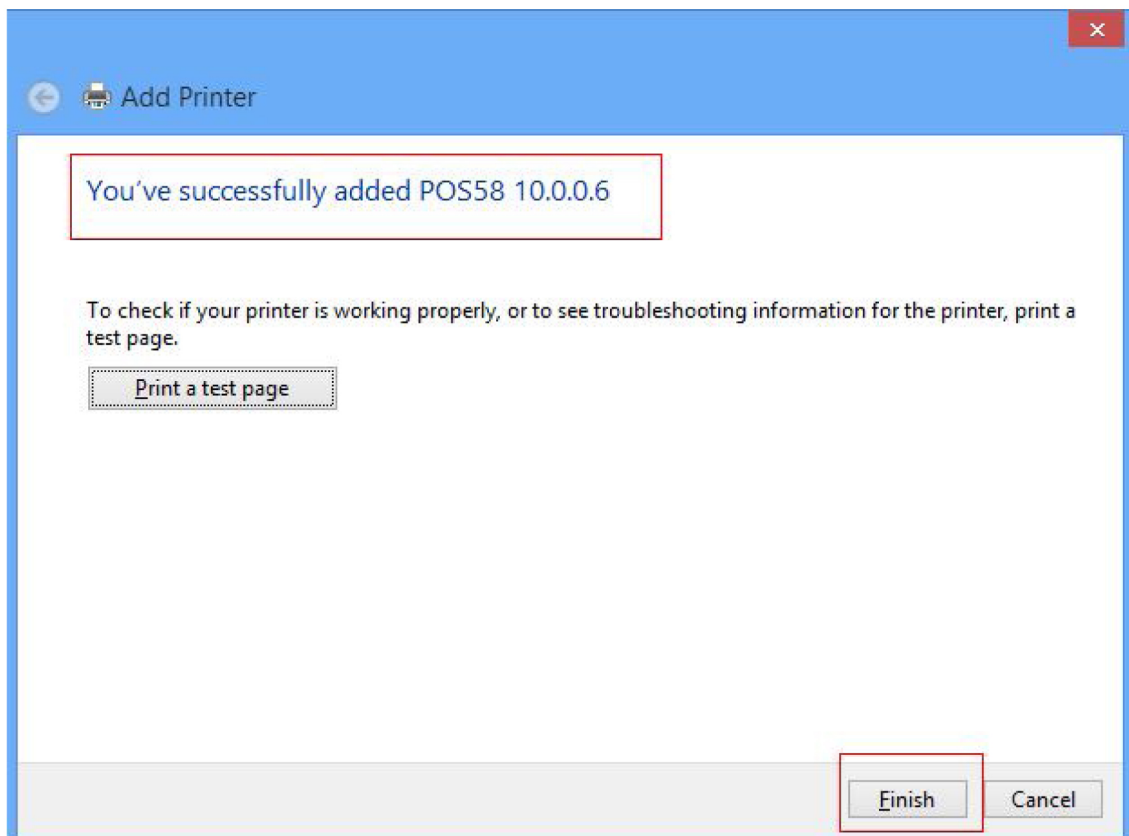 Add Printer
You've successfully added POS58 10.0.0.6
To check if your printer is working properly, or to see troubleshooting information for the printer, print a
test page.
Print a test page
Finish
Cancel